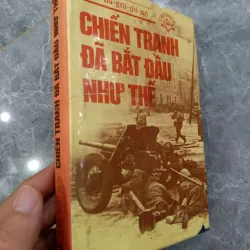 CHIẾN TRANH
ĐÃ BẮT ĐẦU
NHƯ THẾ
CHIẾN TRANH ĐÃ BẮT ĐẦU NHƯ THẾ